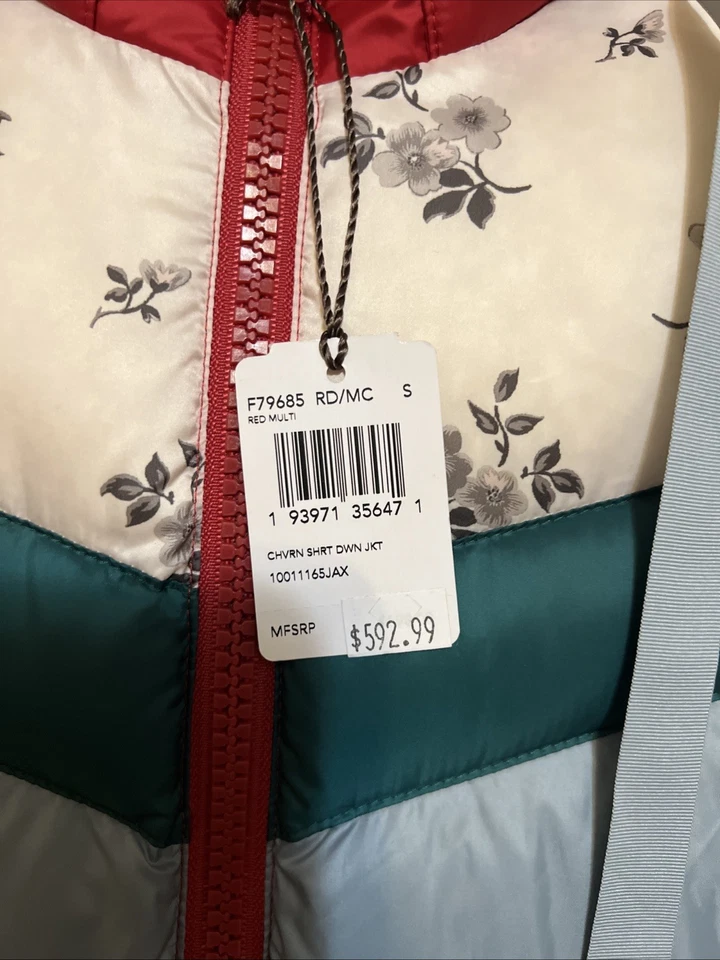 F79685 RD/MC S
RED MULTI
1 93971 35647 1
CHVRN SHRT DWN JKT
10011165JAX
MFSRP $592.99